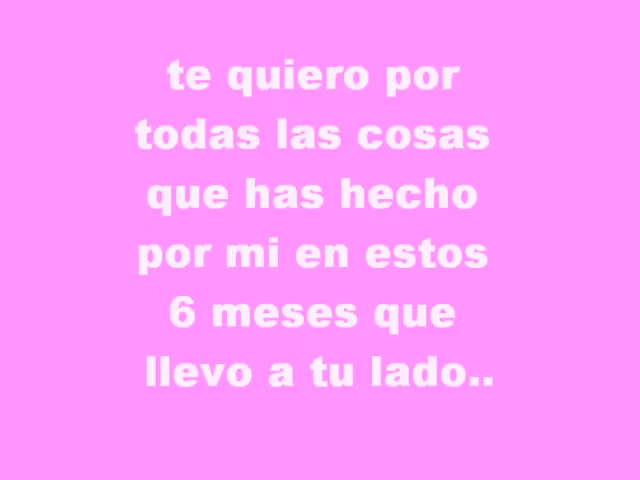 te quiero por
todas las cosas
que has hecho
por mi en estos
6 meses que
llevo a tu lado..